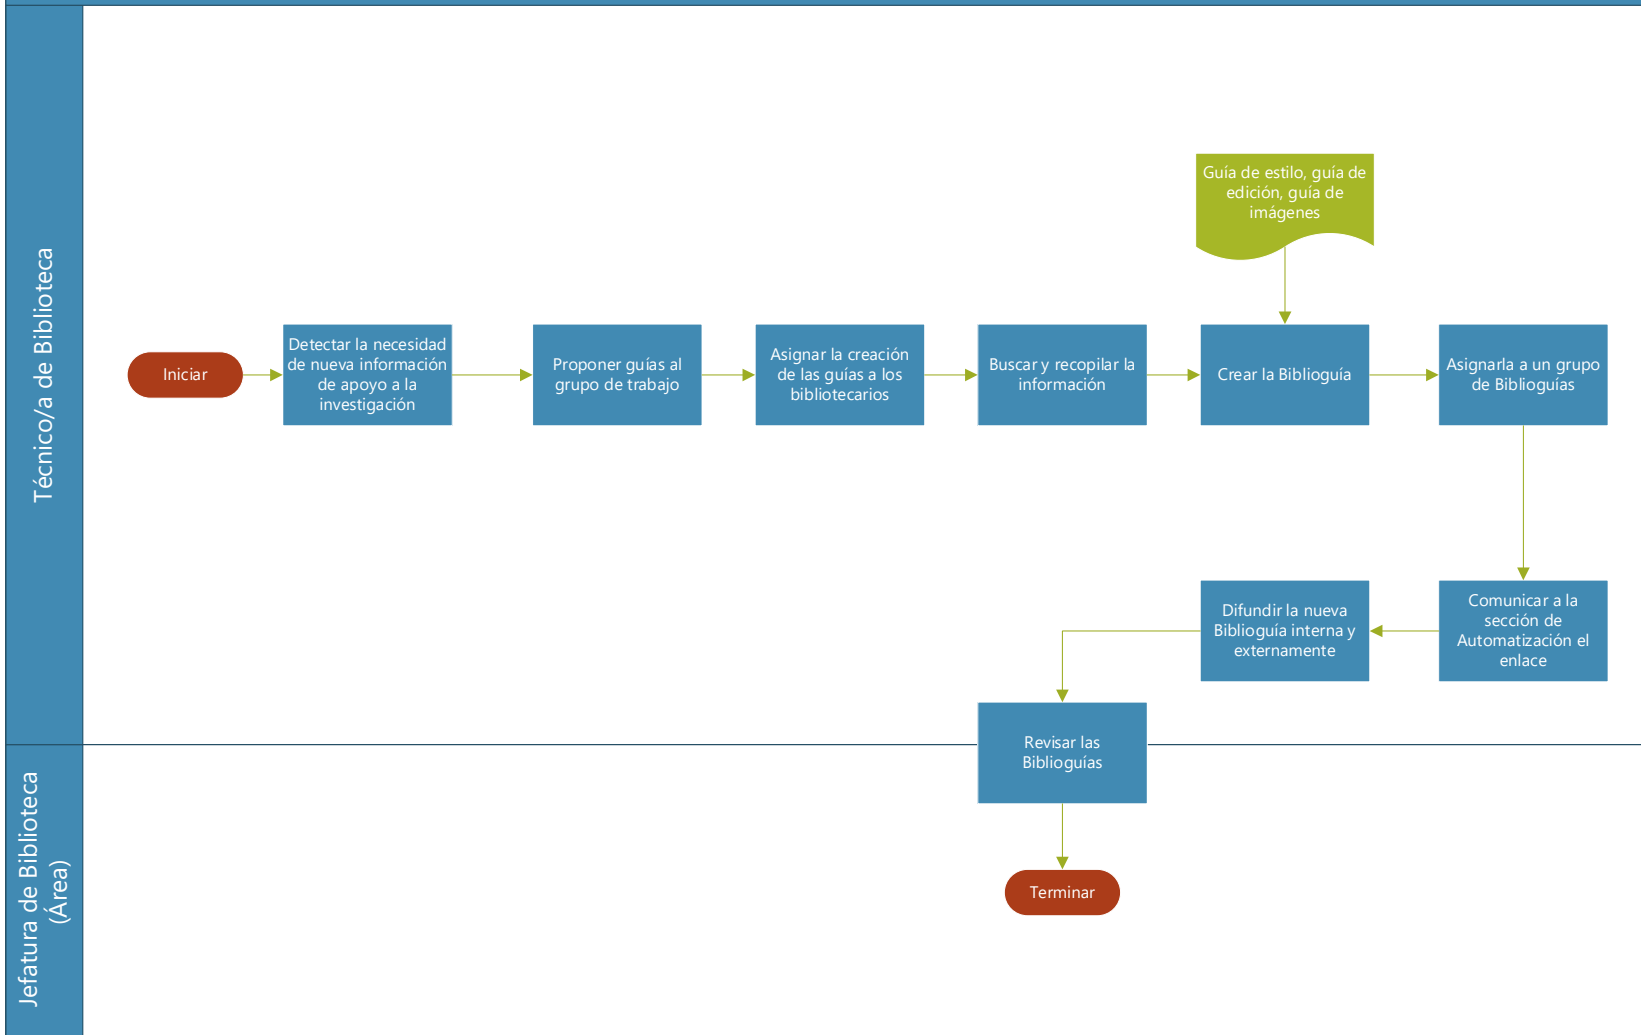 Técnico/a de Biblioteca
Guía de estilo, guía de
edición, guía de
imágenes
Iniciar
Detectar la necesidad
de nueva información
de apoyo a la
investigación
Proponer guías al
grupo de trabajo
Asignar la creación
de las guías a los
bibliotecarios
Buscar y recopilar la
información
Crear la Biblioguía
Asignarla a un grupo
de Biblioguías
Comunicar a la
sección de
Automatización el
enlace
Difundir la nueva
Biblioguía interna y
externamente
Revisar las
Biblioguías
Jefatura de Biblioteca
(Área)
Terminar